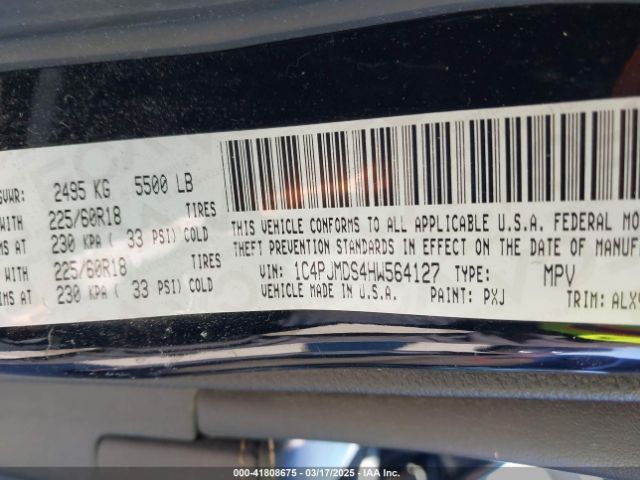 GVWR: 2495 KG 5500 LB
WITH 225/60R18 TIRES
MS AT 230 KPA ( 33 PSI) COLD
WITH 225/60R18 TIRES
IMS AT 230 KPA ( 33 PSI) COLD
THIS VEHICLE CONFORMS TO ALL APPLICABLE U.S.A. FEDERAL MO
THEFT PREVENTION STANDARDS IN EFFECT ON THE DATE OF MANUF
VIN: 1C4PJMDS4HW564127 TYPE: MPV
VEHICLE MADE IN U.S.A. PAINT: PXJ TRIM: ALX
000-41808675 - 03/17/2025 - IAA Inc.